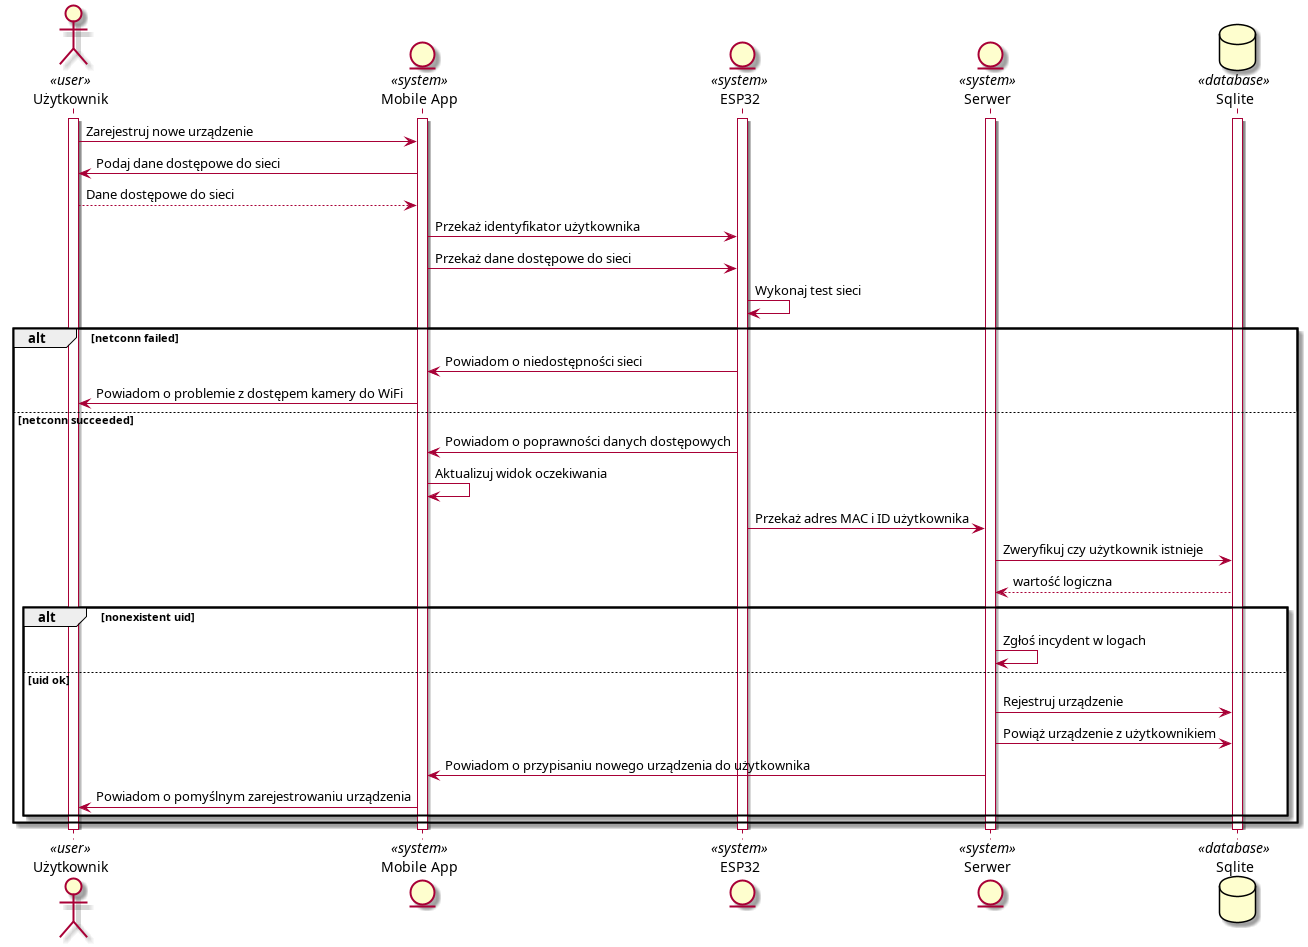 «user»
Użytkownik
«system»
Mobile App
«system»
ESP32
«system»
Serwer
«database»
Sqlite
Zarejestruj nowe urządzenie
Podaj dane dostępowe do sieci
Dane dostępowe do sieci
Przekaż identyfikator użytkownika
Przekaż dane dostępowe do sieci
Wykonaj test sieci
alt [netconn failed]
Powiadom o niedostępności sieci
Powiadom o problemie z dostępem kamery do WiFi
[netconn succeeded]
Powiadom o poprawności danych dostępowych
Aktualizuj widok oczekiwania
Przekaż adres MAC i ID użytkownika
Zweryfikuj czy użytkownik istnieje
wartość logiczna
alt [nonexistent uid]
Zgłoś incydent w logach
[uid ok]
Rejestruj urządzenie
Powiąż urządzenie z użytkownikiem
Powiadom o przypisaniu nowego urządzenia do użytkownika
Powiadom o pomyślnym zarejestrowaniu urządzenia
«user»
Użytkownik
«system»
Mobile App
«system»
ESP32
«system»
Serwer
«database»
Sqlite